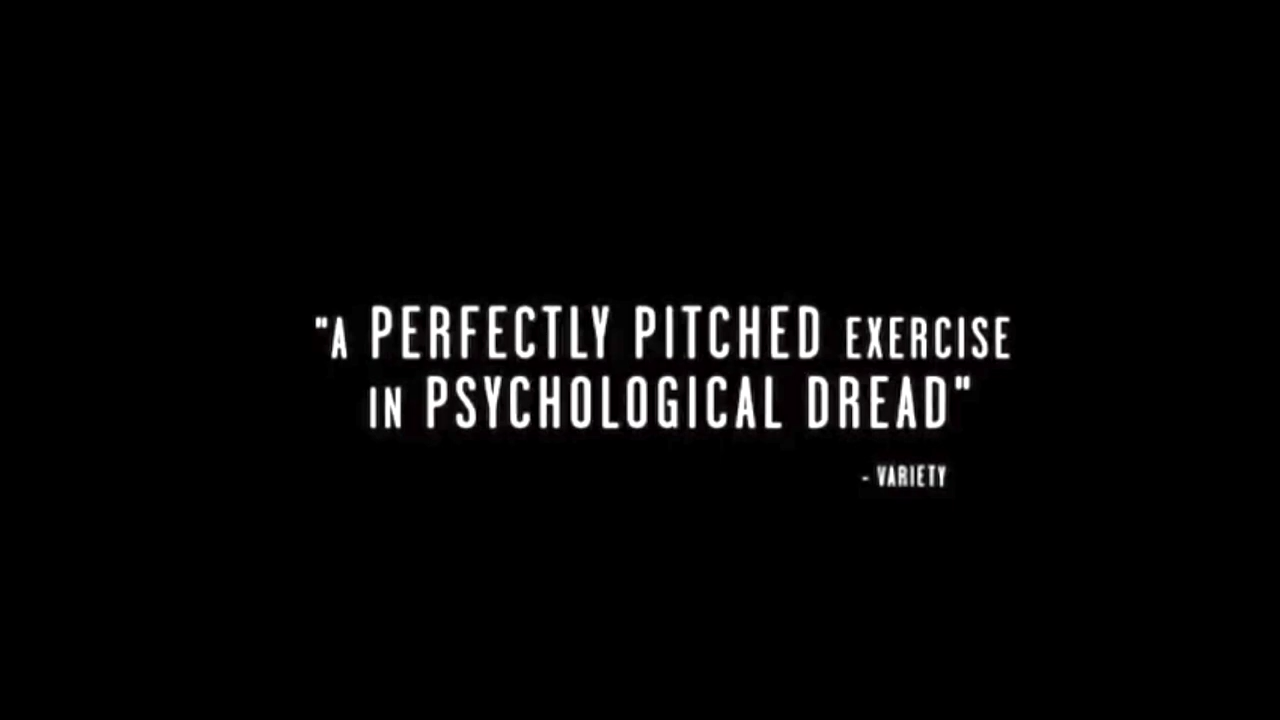 "A PERFECTLY PITCHED EXERCISE
IN PSYCHOLOGICAL DREAD"
- VARIETY